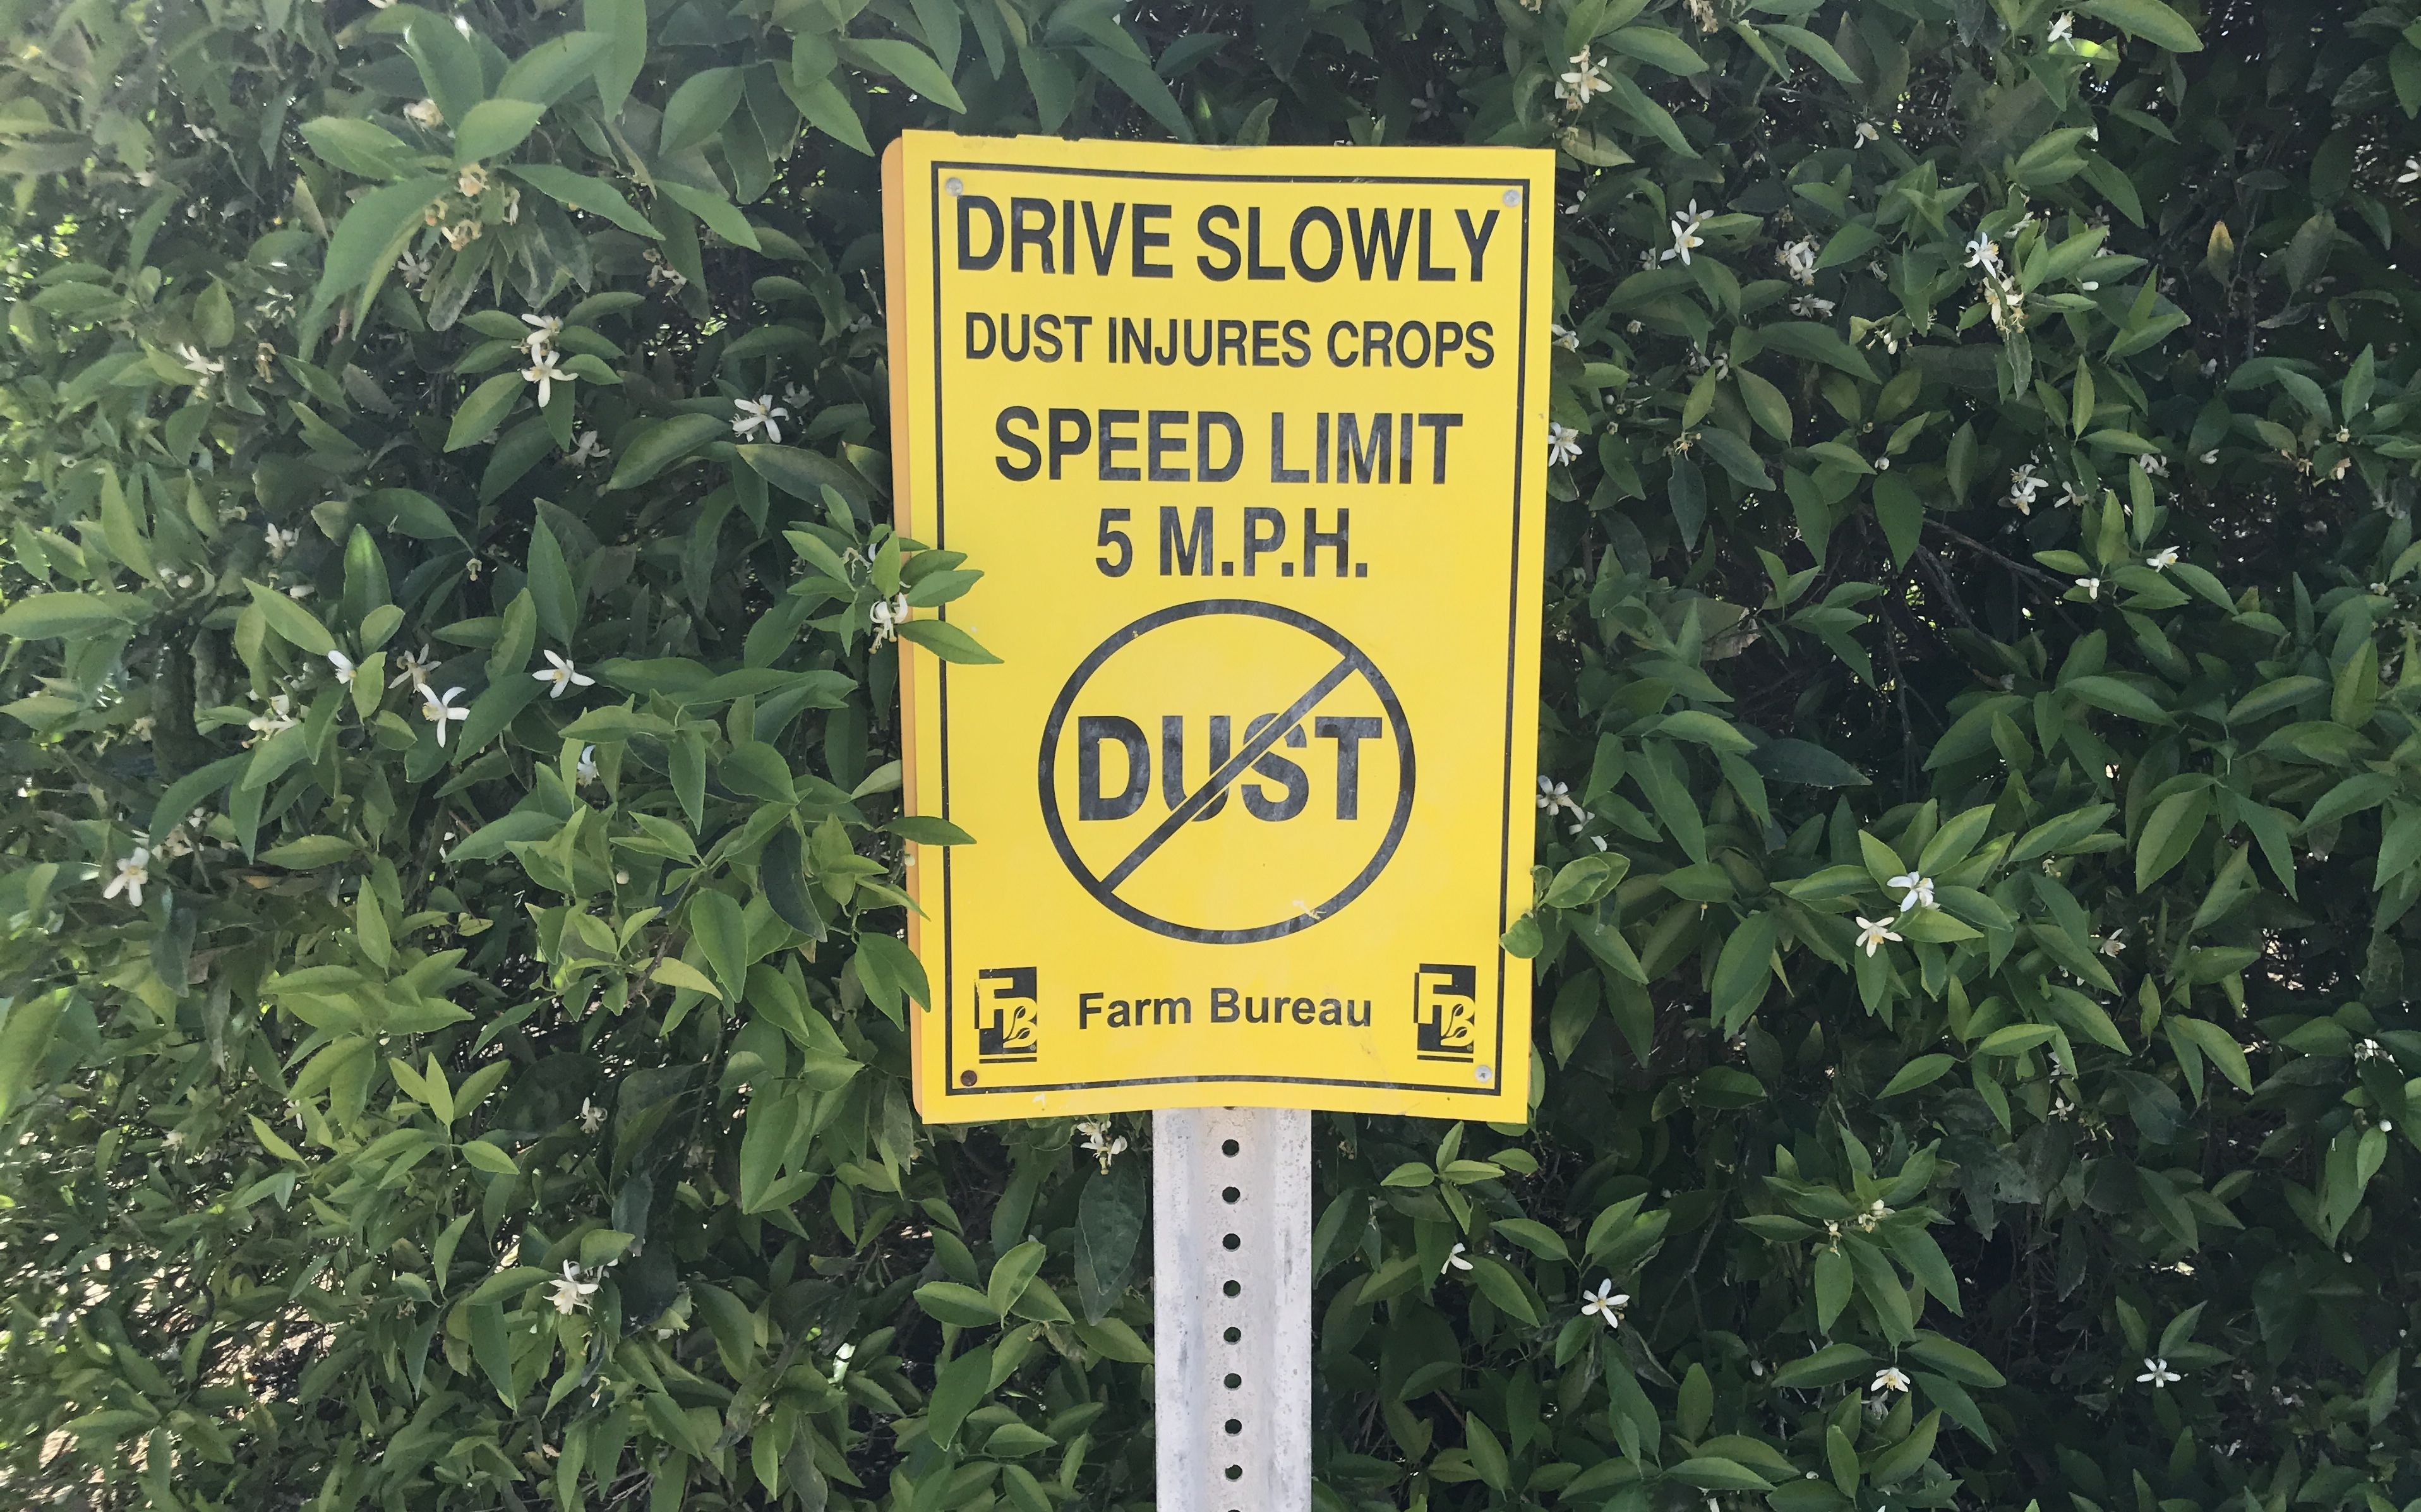 DRIVE SLOWLY
DUST INJURES CROPS
SPEED LIMIT
5 M.P.H.
DUST
FB Farm Bureau FB